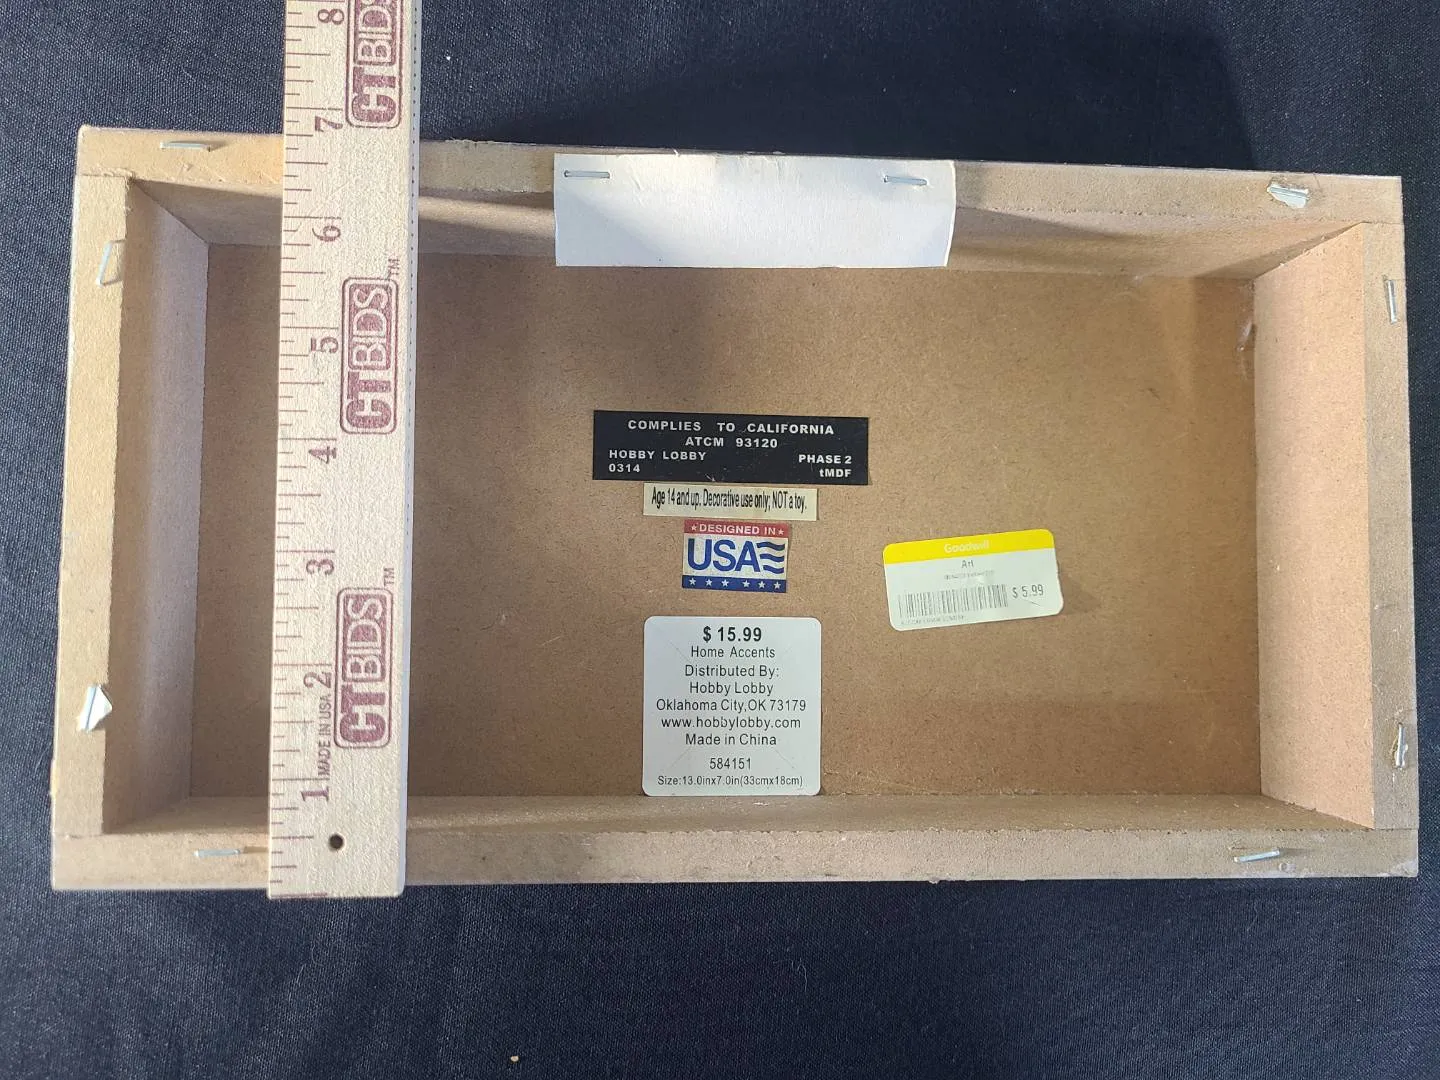 8
CTBIDS
7
6
CTBIDS™
5
4
3
CTBIDS™
2
MADE IN USA
1
COMPLIES TO CALIFORNIA
ATCM 93120
HOBBY LOBBY
PHASE 2
0314
tMDF
Age 14 and up. Decorative use only; NOT a toy.
DESIGNED IN
USA
Goodwill
Art
$ 5.99
$ 15.99
Home Accents
Distributed By:
Hobby Lobby
Oklahoma City,OK 73179
www.hobbylobby.com
Made in China
584151
Size:13.0inx7.0in(33cmx18cm)